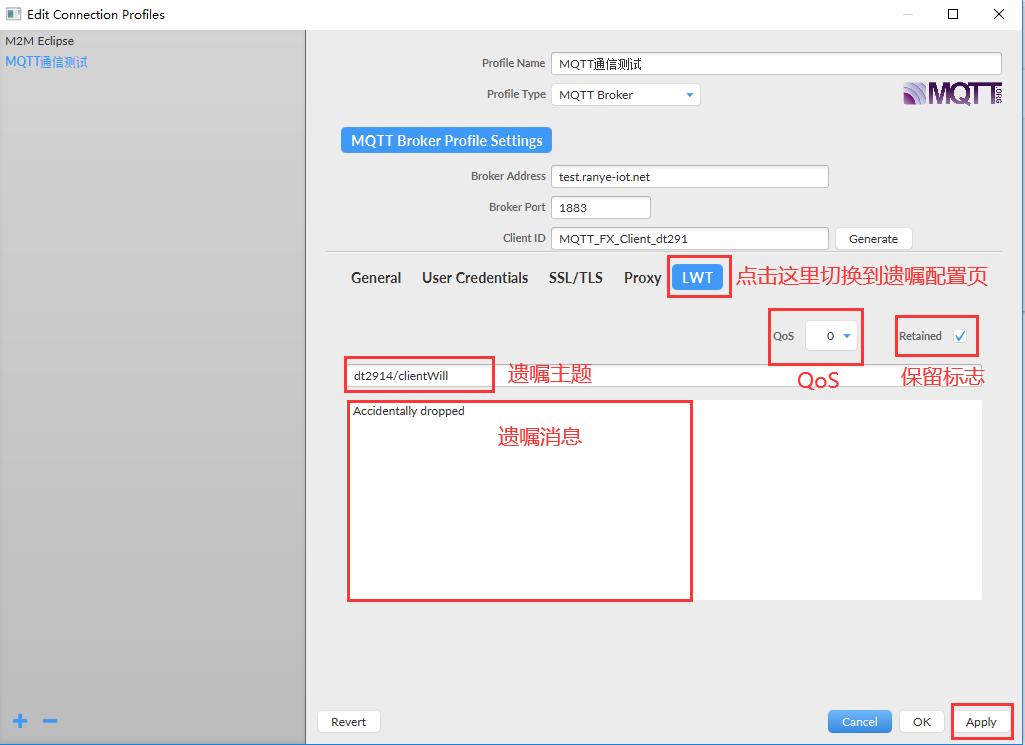 Edit Connection Profiles
M2M Eclipse
MQTT通信测试
Profile Name MQTT通信测试
Profile Type MQTT Broker
MQTT.ORG
MQTT Broker Profile Settings
Broker Address test.ranye-iot.net
Broker Port 1883
Client ID MQTT_FX_Client_dt291 Generate
General User Credentials SSL/TLS Proxy LWT 点击这里切换到遗嘱配置页
QoS 0 Retained
QoS 保留标志
dt2914/clientWill 遗嘱主题
Accidentally dropped
遗嘱消息
Revert Cancel OK Apply